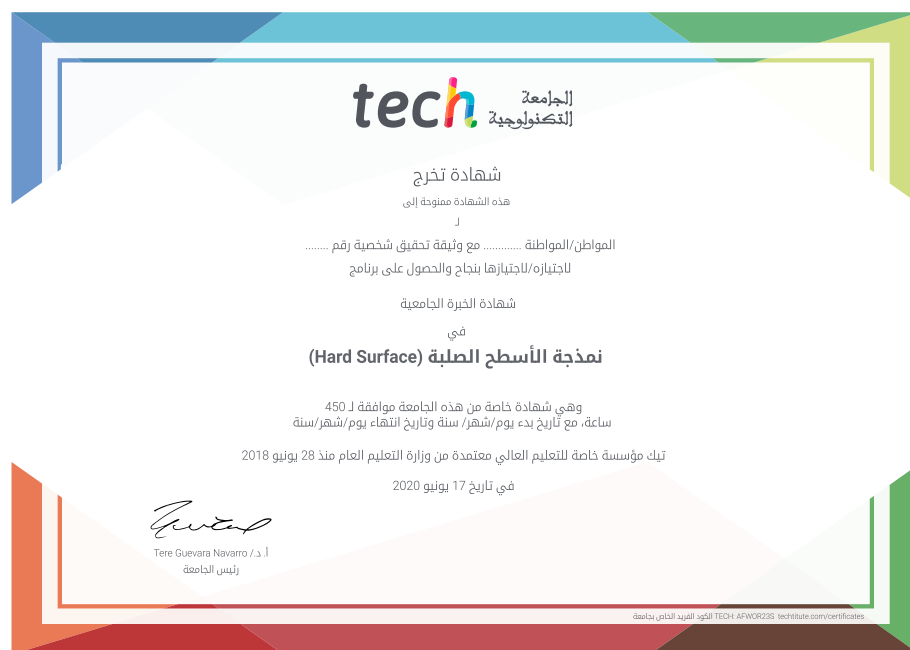 tech الجامعة
التكنولوجية
شهادة تخرج
هذه الشهادة ممنوحة إلى
لـ
المواطن/المواطنة ............. مع وثيقة تحقيق شخصية رقم ........
لاجتيازه/لاجتيازها بنجاح والحصول على برنامج
شهادة الخبرة الجامعية
في
نمذجة الأسطح الصلبة (Hard Surface)
وهي شهادة خاصة من هذه الجامعة موافقة لـ 450
ساعة، مع تاريخ بدء يوم/شهر/ سنة وتاريخ انتهاء يوم/شهر/سنة
تيك مؤسسة خاصة للتعليم العالي معتمدة من وزارة التعليم العام منذ 28 يونيو 2018
في تاريخ 17 يونيو 2020
أ. د./ Tere Guevara Navarro
رئيس الجامعة
الكود الفريد الخاص بجامعة TECH: AFWOR23S techtitute.com/certificates